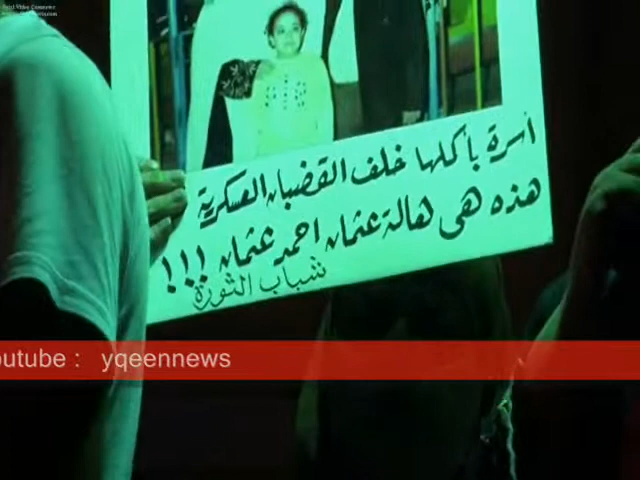 أسرة بأكملها خلف القضبان العسكرية
هذه هى هالة عثمان احمد عثمان !!!
شباب الثورة
outube : yqeennews